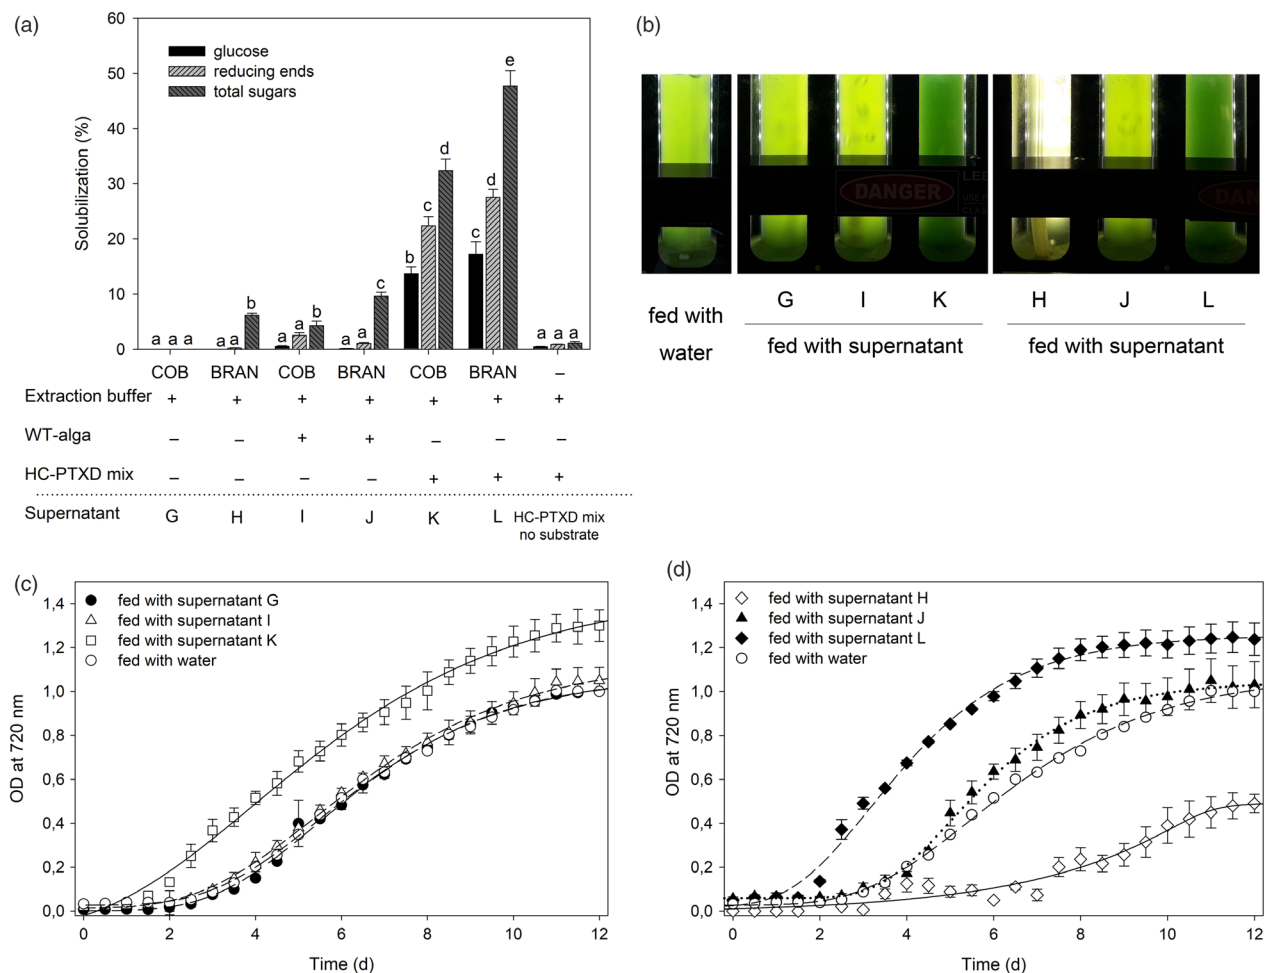 (a)
60
50
40
30
20
10
0
Solubilization (%)
glucose
reducing ends
total sugars
a a a
a a b
a a b
a a c
b c d
c d e
a a a
COB BRAN COB BRAN COB BRAN –
Extraction buffer + + + + + + +
WT-alga – – + + – – –
HC-PTXD mix – – – – + + +
Supernatant G H I J K L HC-PTXD mix
no substrate
(b)
DANGER
LED
G I K H J L
fed with
water
fed with supernatant
fed with supernatant
(c)
fed with supernatant G
fed with supernatant I
fed with supernatant K
fed with water
1,4
1,2
1,0
0,8
0,6
0,4
0,2
0,0
OD at 720 nm
0 2 4 6 8 10 12
Time (d)
(d)
fed with supernatant H
fed with supernatant J
fed with supernatant L
fed with water
1,4
1,2
1,0
0,8
0,6
0,4
0,2
0,0
OD at 720 nm
0 2 4 6 8 10 12
Time (d)